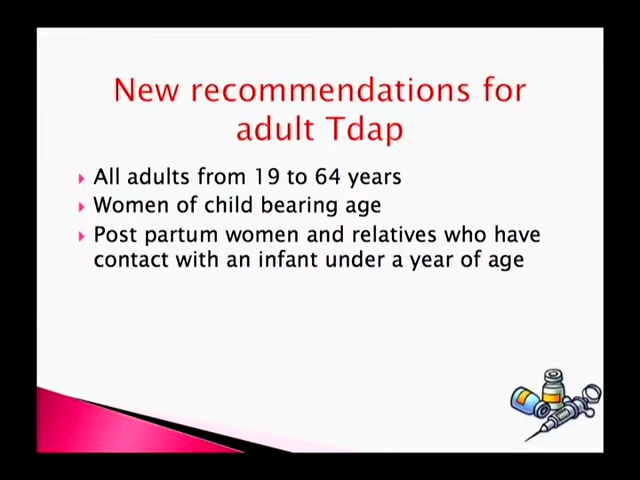 New recommendations for
adult Tdap
All adults from 19 to 64 years
Women of child bearing age
Post partum women and relatives who have
contact with an infant under a year of age